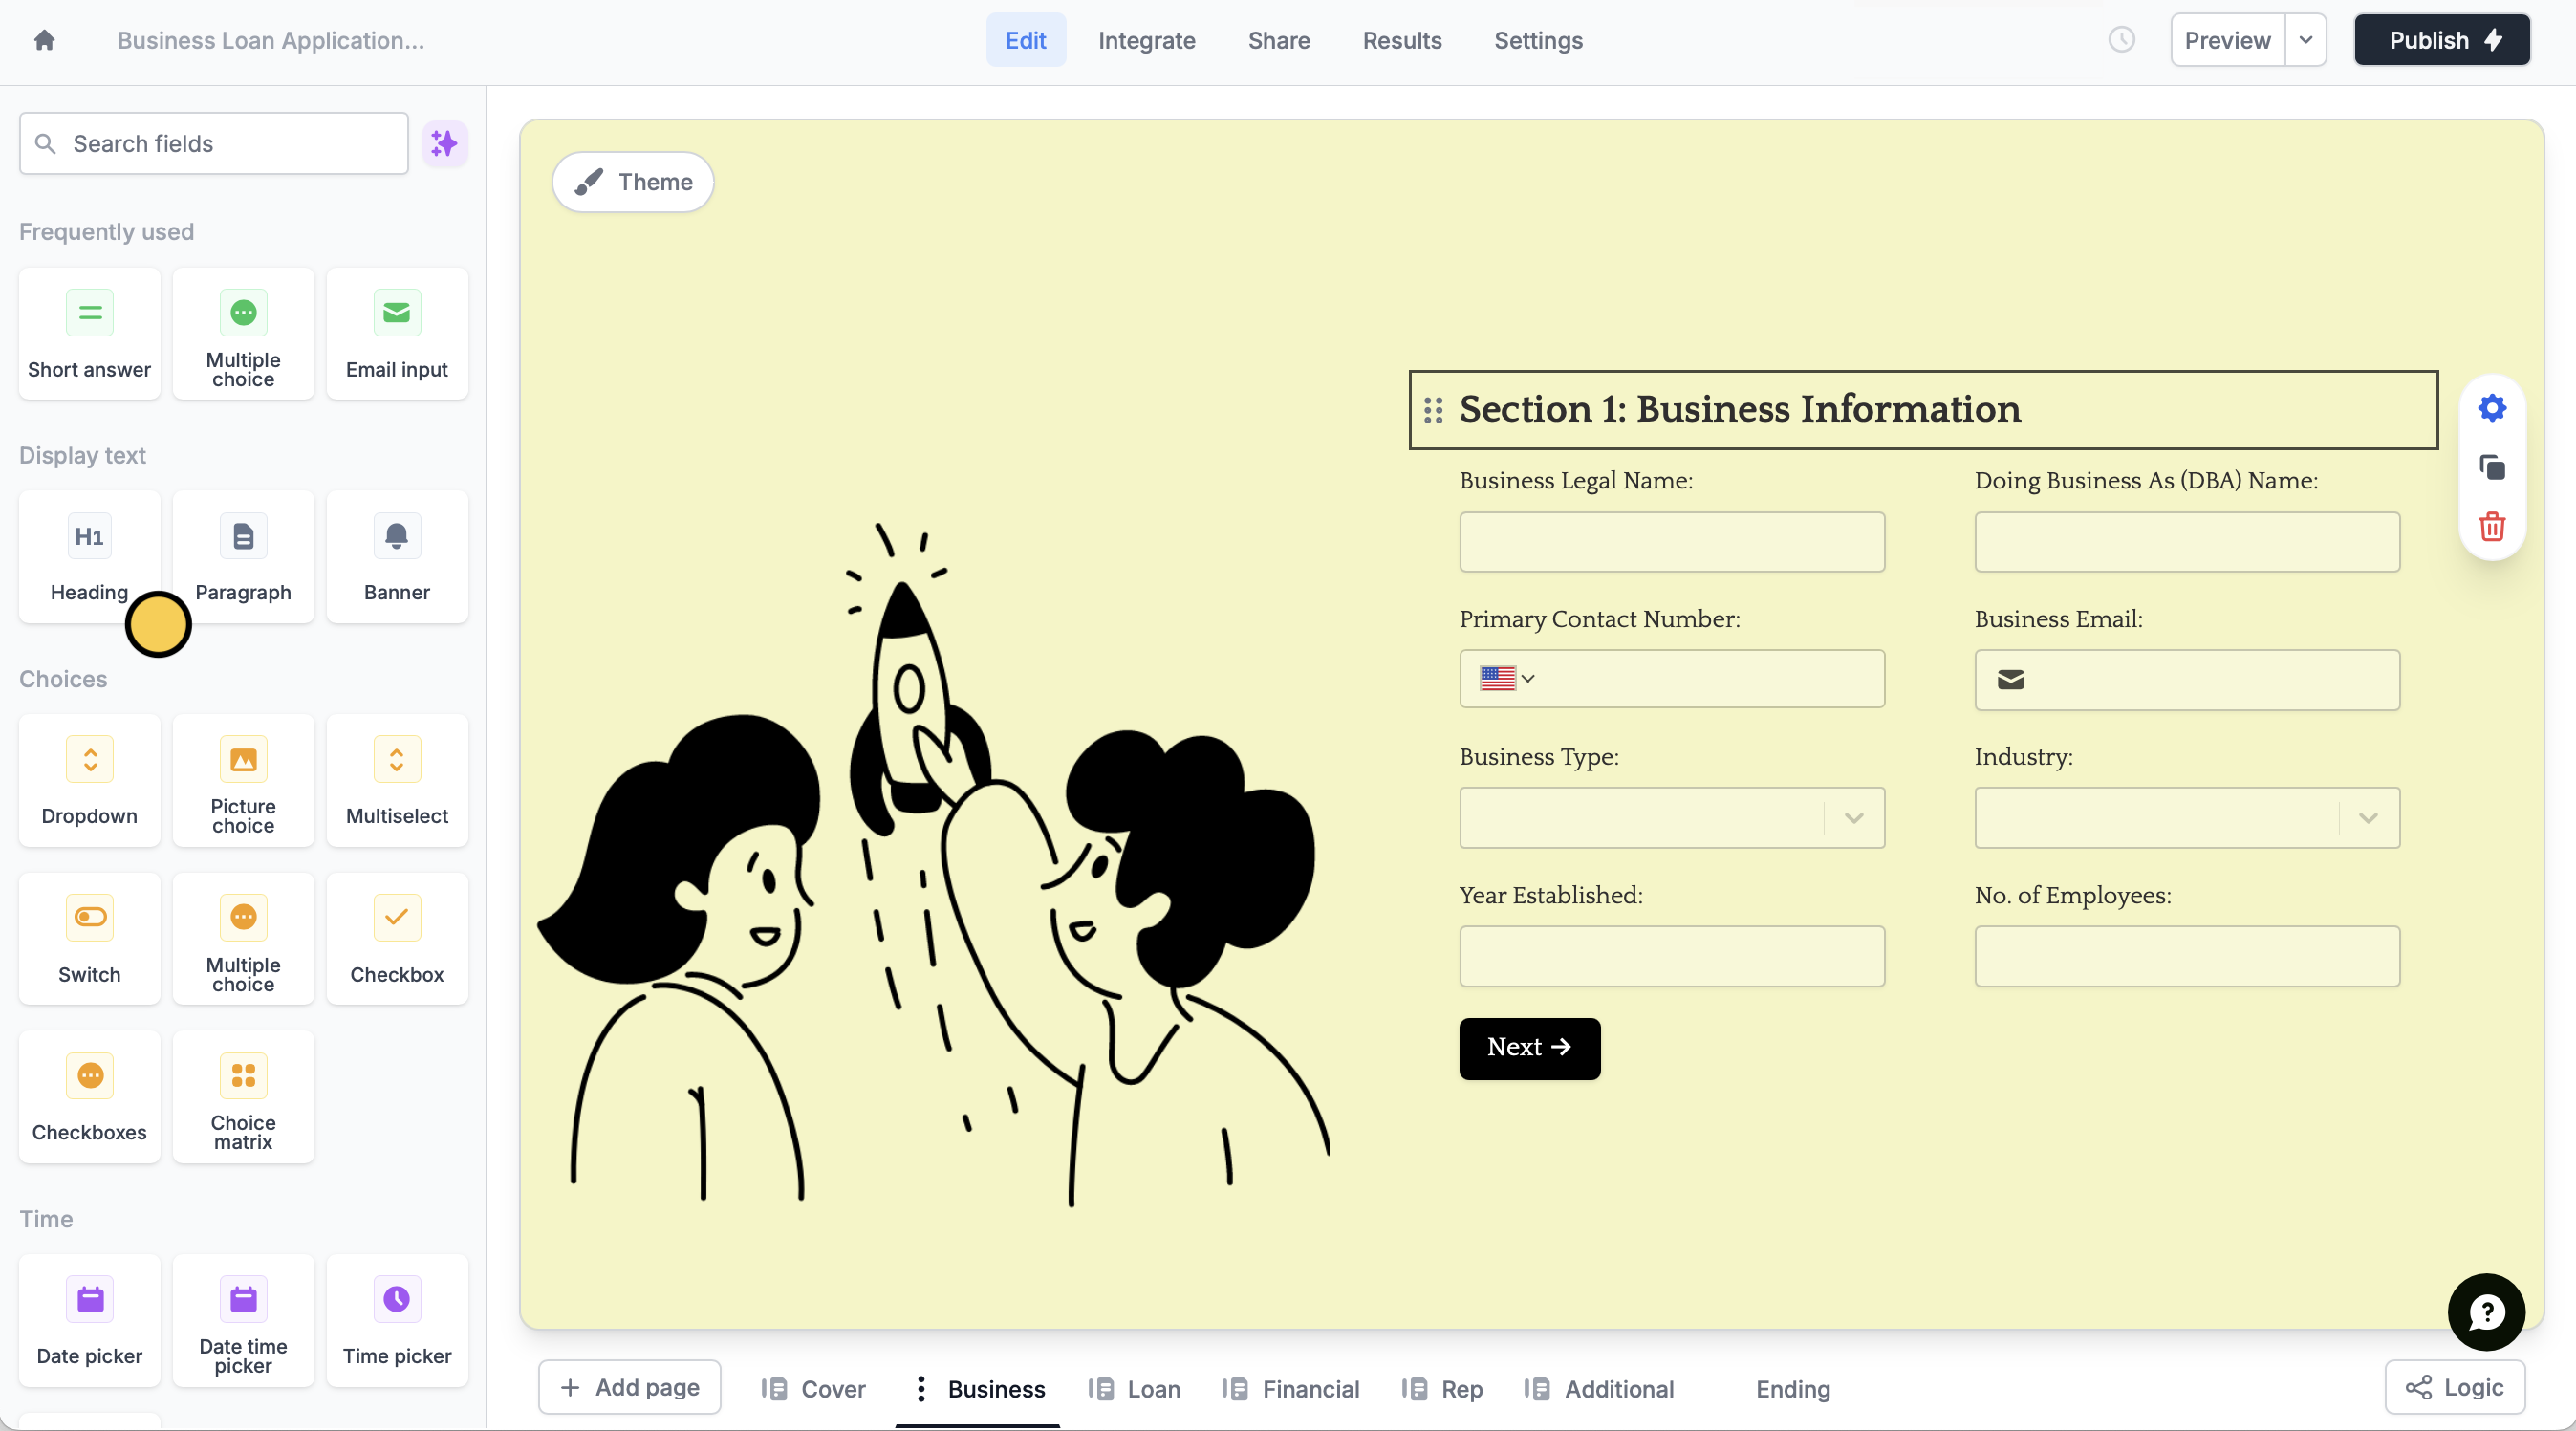 Business Loan Application...
Edit
Integrate
Share
Results
Settings
Preview
Publish
Search fields
Frequently used
Short answer
Multiple
choice
Email input
Display text
H1
Heading
Paragraph
Banner
Choices
Dropdown
Picture
choice
Multiselect
Switch
Multiple
choice
Checkbox
Checkboxes
Choice
matrix
Time
Date picker
Date time
picker
Time picker
Theme
Section 1: Business Information
Business Legal Name:
Doing Business As (DBA) Name:
Primary Contact Number:
Business Email:
Business Type:
Industry:
Year Established:
No. of Employees:
Next →
?
+ Add page
Cover
Business
Loan
Financial
Rep
Additional
Ending
Logic